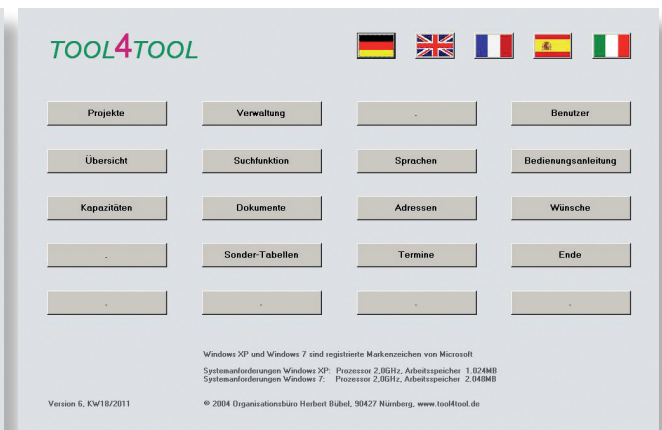 TOOL4TOOL
Projekte Verwaltung . Benutzer
Übersicht Suchfunktion Sprachen Bedienungsanleitung
Kapazitäten Dokumente Adressen Wünsche
. Sonder-Tabellen Termine Ende
. . . .
Windows XP und Windows 7 sind registrierte Markenzeichen von Microsoft
Systemanforderungen Windows XP: Prozessor 2,0GHz, Arbeitsspeicher 1.024MB
Systemanforderungen Windows 7: Prozessor 2,0GHz, Arbeitsspeicher 2.048MB
Version 6, KW18/2011 © 2004 Organisationsbüro Herbert Bübel, 90427 Nürnberg, www.tool4tool.de